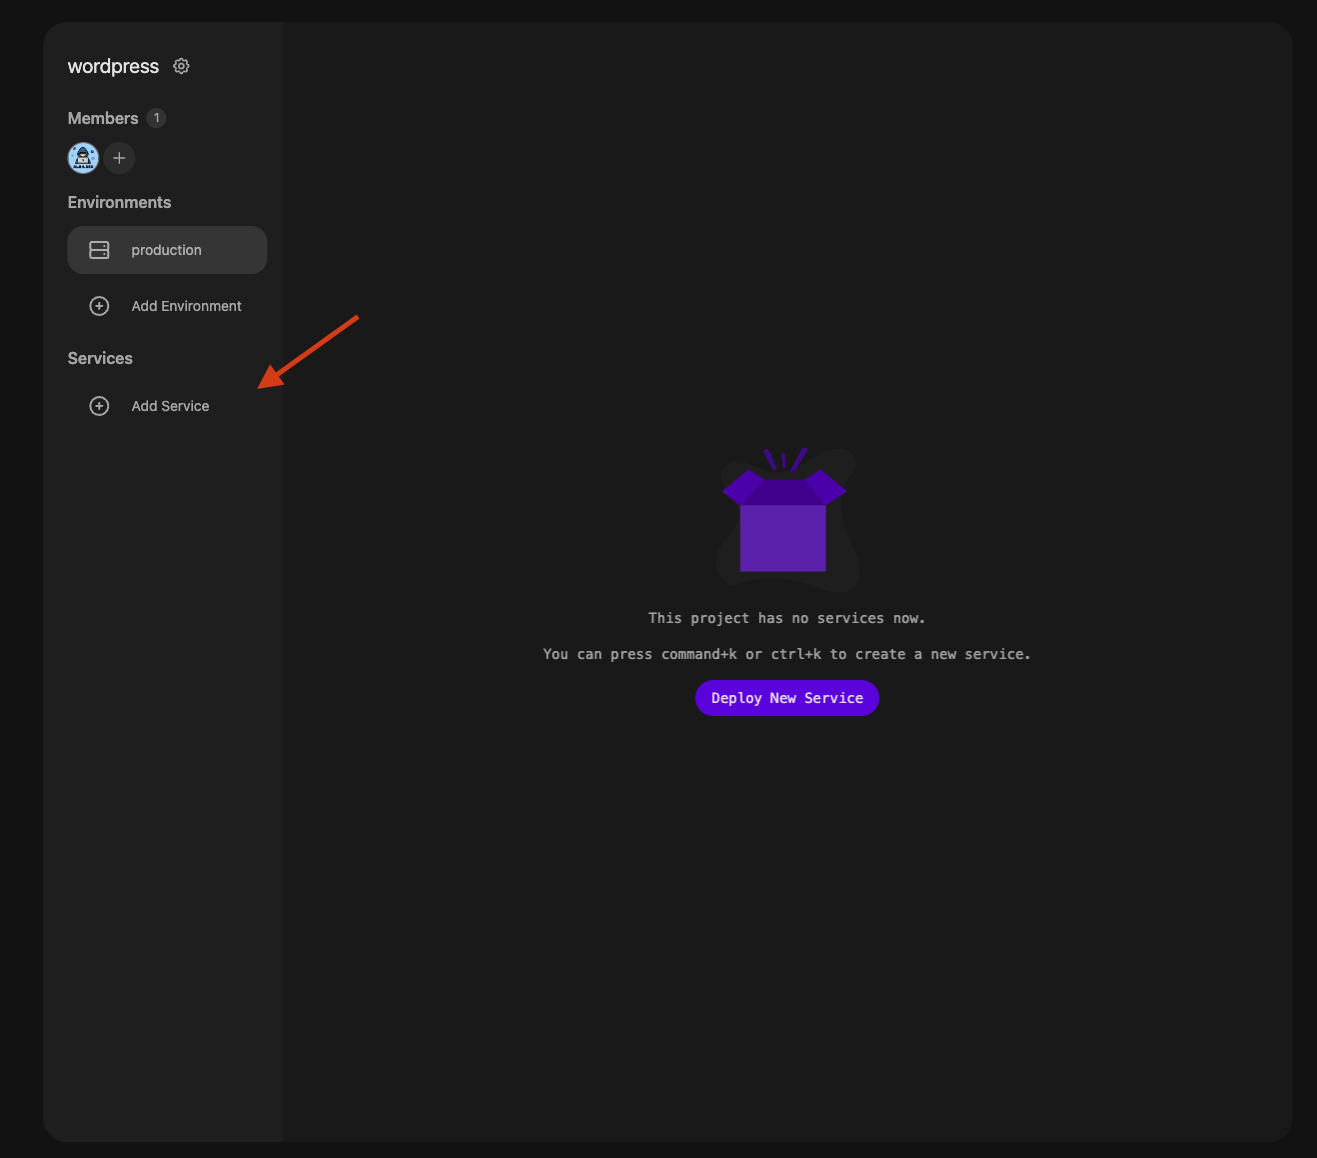 wordpress
Members 1
Environments
production
Add Environment
Services
Add Service
This project has no services now.
You can press command+k or ctrl+k to create a new service.
Deploy New Service